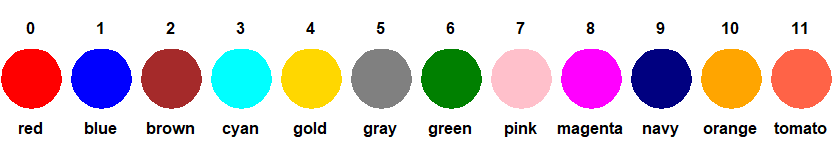 0 1 2 3 4 5 6 7 8 9 10 11
red blue brown cyan gold gray green pink magenta navy orange tomato